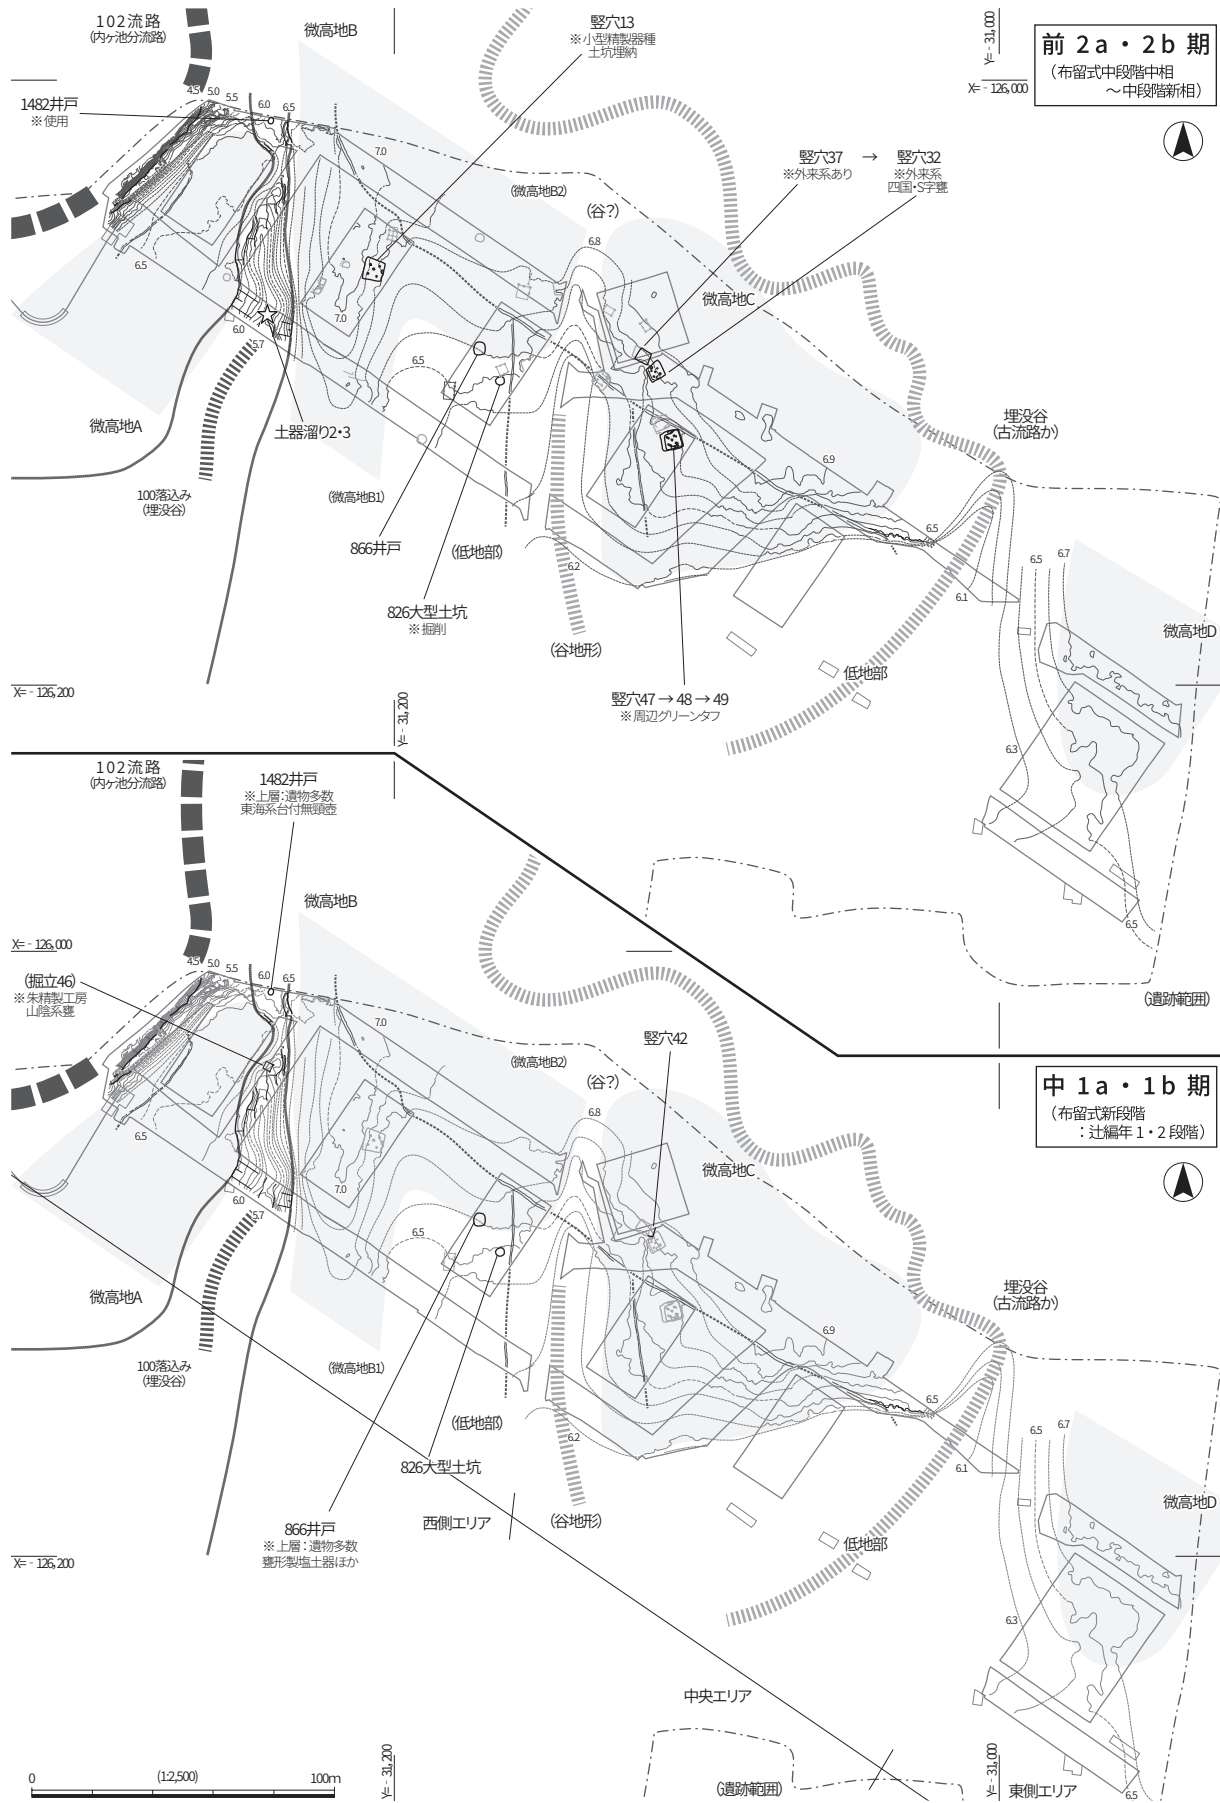 102流路
(内ヶ池分流路)
微高地B
竪穴13
※小型精製器種
土坑埋納
Y=-31,000
X=-126,000
前 2a・2b 期
(布留式中段階中相
～中段階新相)
1482井戸
※使用
4.5
5.0
5.5
6.0
6.5
7.0
竪穴37 → 竪穴32
※外来系あり
※外来系
四国・S字甕
(微高地B2)
(谷?)
6.8
6.5
微高地C
7.0
6.0
5.7
6.5
微高地A
土器溜り2・3
埋没谷
(古流路か)
6.9
100落込み
(埋没谷)
(微高地B1)
866井戸
(低地部)
6.5
6.2
6.5
6.7
6.1
826大型土坑
※掘削
(谷地形)
微高地D
低地部
X=-126,200
Y=-31,200
竪穴47→48→49
※周辺グリーンタフ
6.3
6.5
(遺跡範囲)
102流路
(内ヶ池分流路)
1482井戸
※上層:遺物多数
東海系台付無頸壺
微高地B
X=-126,000
4.5
5.0
5.5
6.0
6.5
(掘立46)
※朱精製工房
山陰系甕
7.0
竪穴42
(微高地B2)
(谷?)
中 1a・1b 期
(布留式新段階
:辻編年1・2段階)
6.8
6.5
微高地C
7.0
6.0
5.7
6.5
微高地A
埋没谷
(古流路か)
6.9
100落込み
(埋没谷)
(微高地B1)
6.5
(低地部)
6.2
6.5
6.7
826大型土坑
6.1
866井戸
※上層:遺物多数
甕形製塩土器ほか
西側エリア
(谷地形)
微高地D
低地部
X=-126,200
6.3
中央エリア
0
(1:2,500)
100m
Y=-31,200
(遺跡範囲)
Y=-31,000
東側エリア
6.5